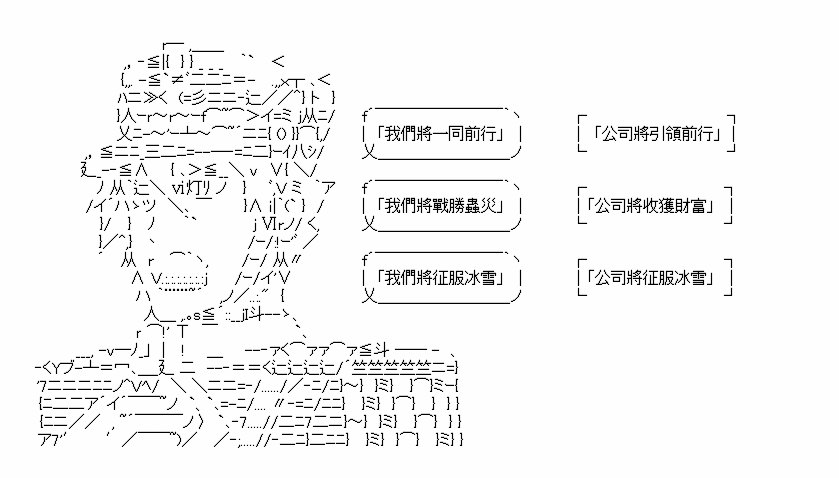 「我們將一同前行」
「公司將引領前行」
「我們將戰勝蟲災」
「公司將收獲財富」
「我們將征服冰雪」
「公司將征服冰雪」